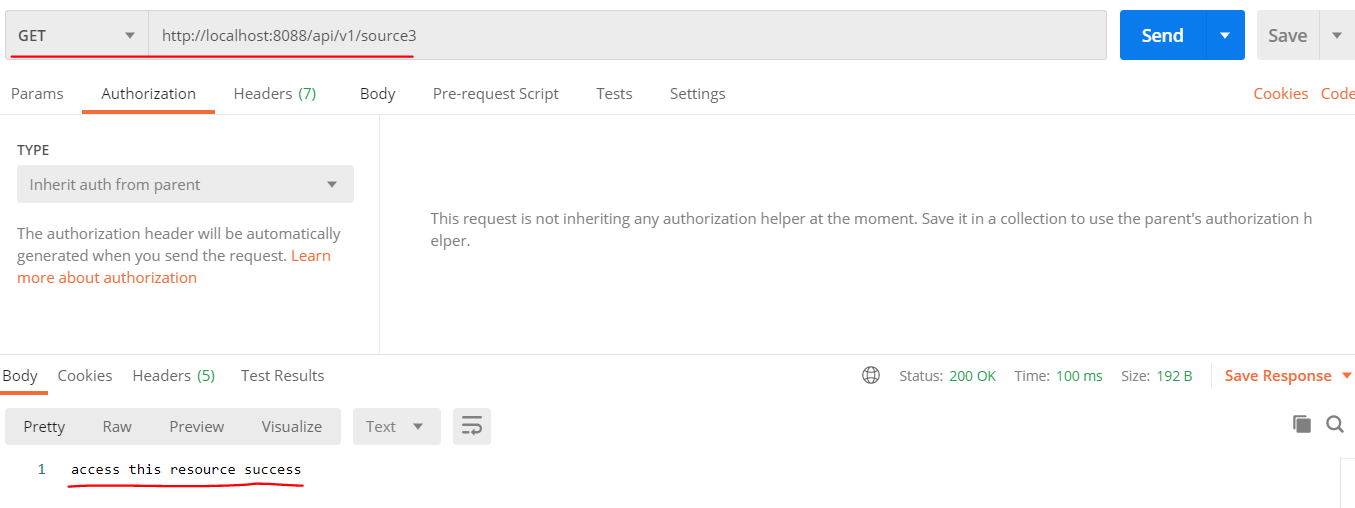 GET http://localhost:8088/api/v1/source3 Send Save
Params Authorization Headers (7) Body Pre-request Script Tests Settings Cookies Code
TYPE
Inherit auth from parent
The authorization header will be automatically
generated when you send the request. Learn
more about authorization
This request is not inheriting any authorization helper at the moment. Save it in a collection to use the parent's authorization h
elper.
Body Cookies Headers (5) Test Results Status: 200 OK Time: 100 ms Size: 192 B Save Response
Pretty Raw Preview Visualize Text
1 access this resource success